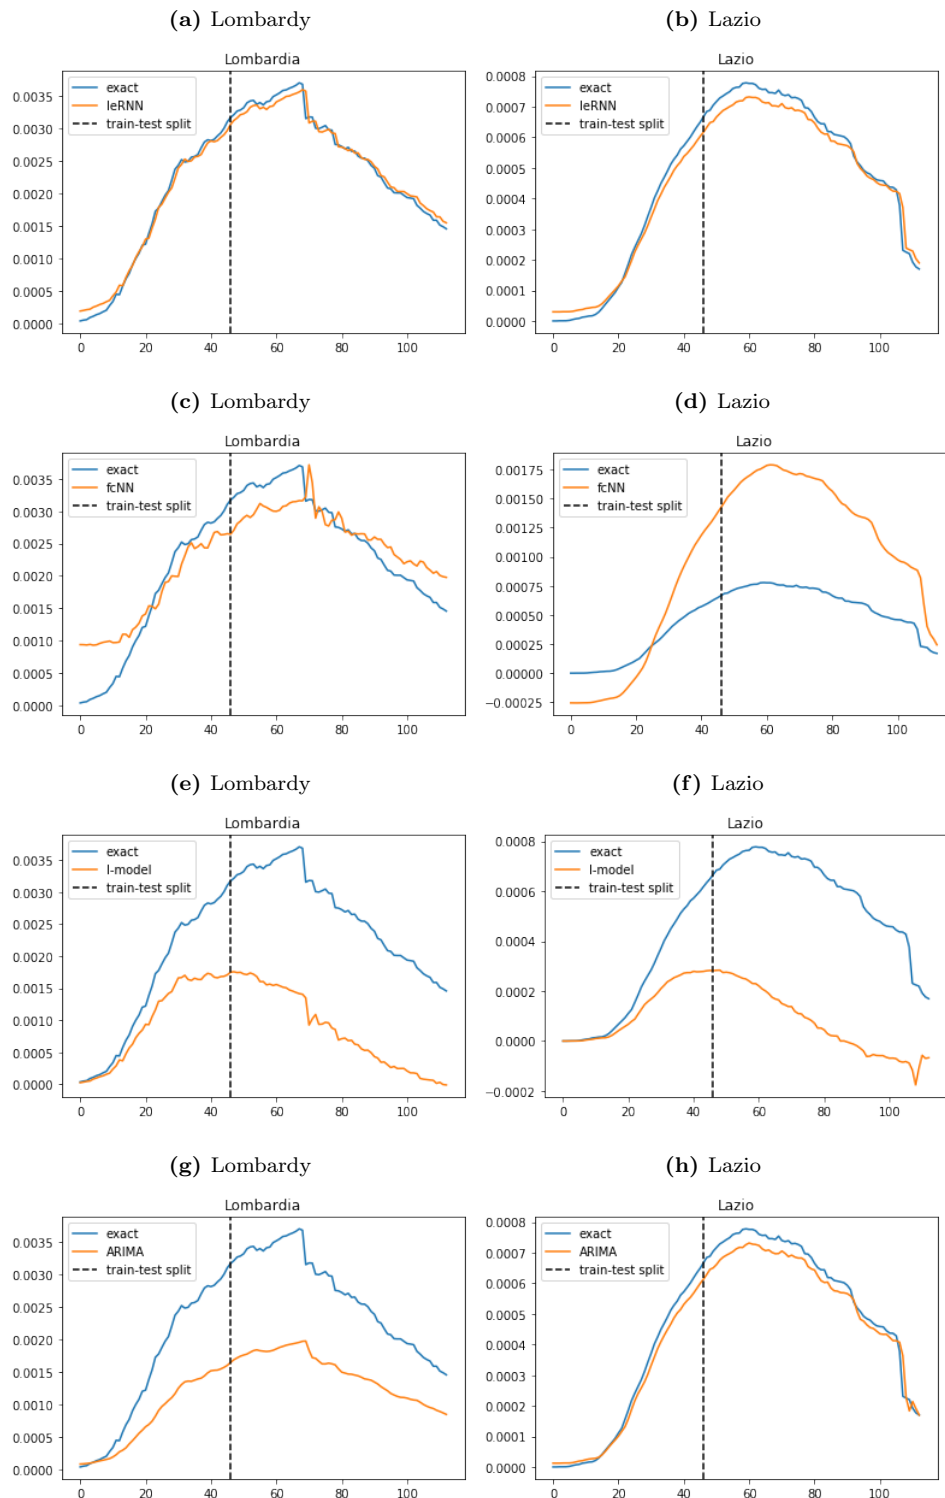 (a) Lombardy
(b) Lazio
Lombardia
exact
leRNN
train-test split
0.0035
0.0030
0.0025
0.0020
0.0015
0.0010
0.0005
0.0000
0 20 40 60 80 100
Lazio
exact
leRNN
train-test split
0.0008
0.0007
0.0006
0.0005
0.0004
0.0003
0.0002
0.0001
0.0000
0 20 40 60 80 100
(c) Lombardy
(d) Lazio
Lombardia
exact
fcNN
train-test split
0.0035
0.0030
0.0025
0.0020
0.0015
0.0010
0.0005
0.0000
0 20 40 60 80 100
Lazio
exact
fcNN
train-test split
0.00175
0.00150
0.00125
0.00100
0.00075
0.00050
0.00025
0.00000
−0.00025
0 20 40 60 80 100
(e) Lombardy
(f) Lazio
Lombardia
exact
l-model
train-test split
0.0035
0.0030
0.0025
0.0020
0.0015
0.0010
0.0005
0.0000
0 20 40 60 80 100
Lazio
exact
l-model
train-test split
0.0008
0.0006
0.0004
0.0002
0.0000
−0.0002
0 20 40 60 80 100
(g) Lombardy
(h) Lazio
Lombardia
exact
ARIMA
train-test split
0.0035
0.0030
0.0025
0.0020
0.0015
0.0010
0.0005
0.0000
0 20 40 60 80 100
Lazio
exact
ARIMA
train-test split
0.0008
0.0007
0.0006
0.0005
0.0004
0.0003
0.0002
0.0001
0.0000
0 20 40 60 80 100